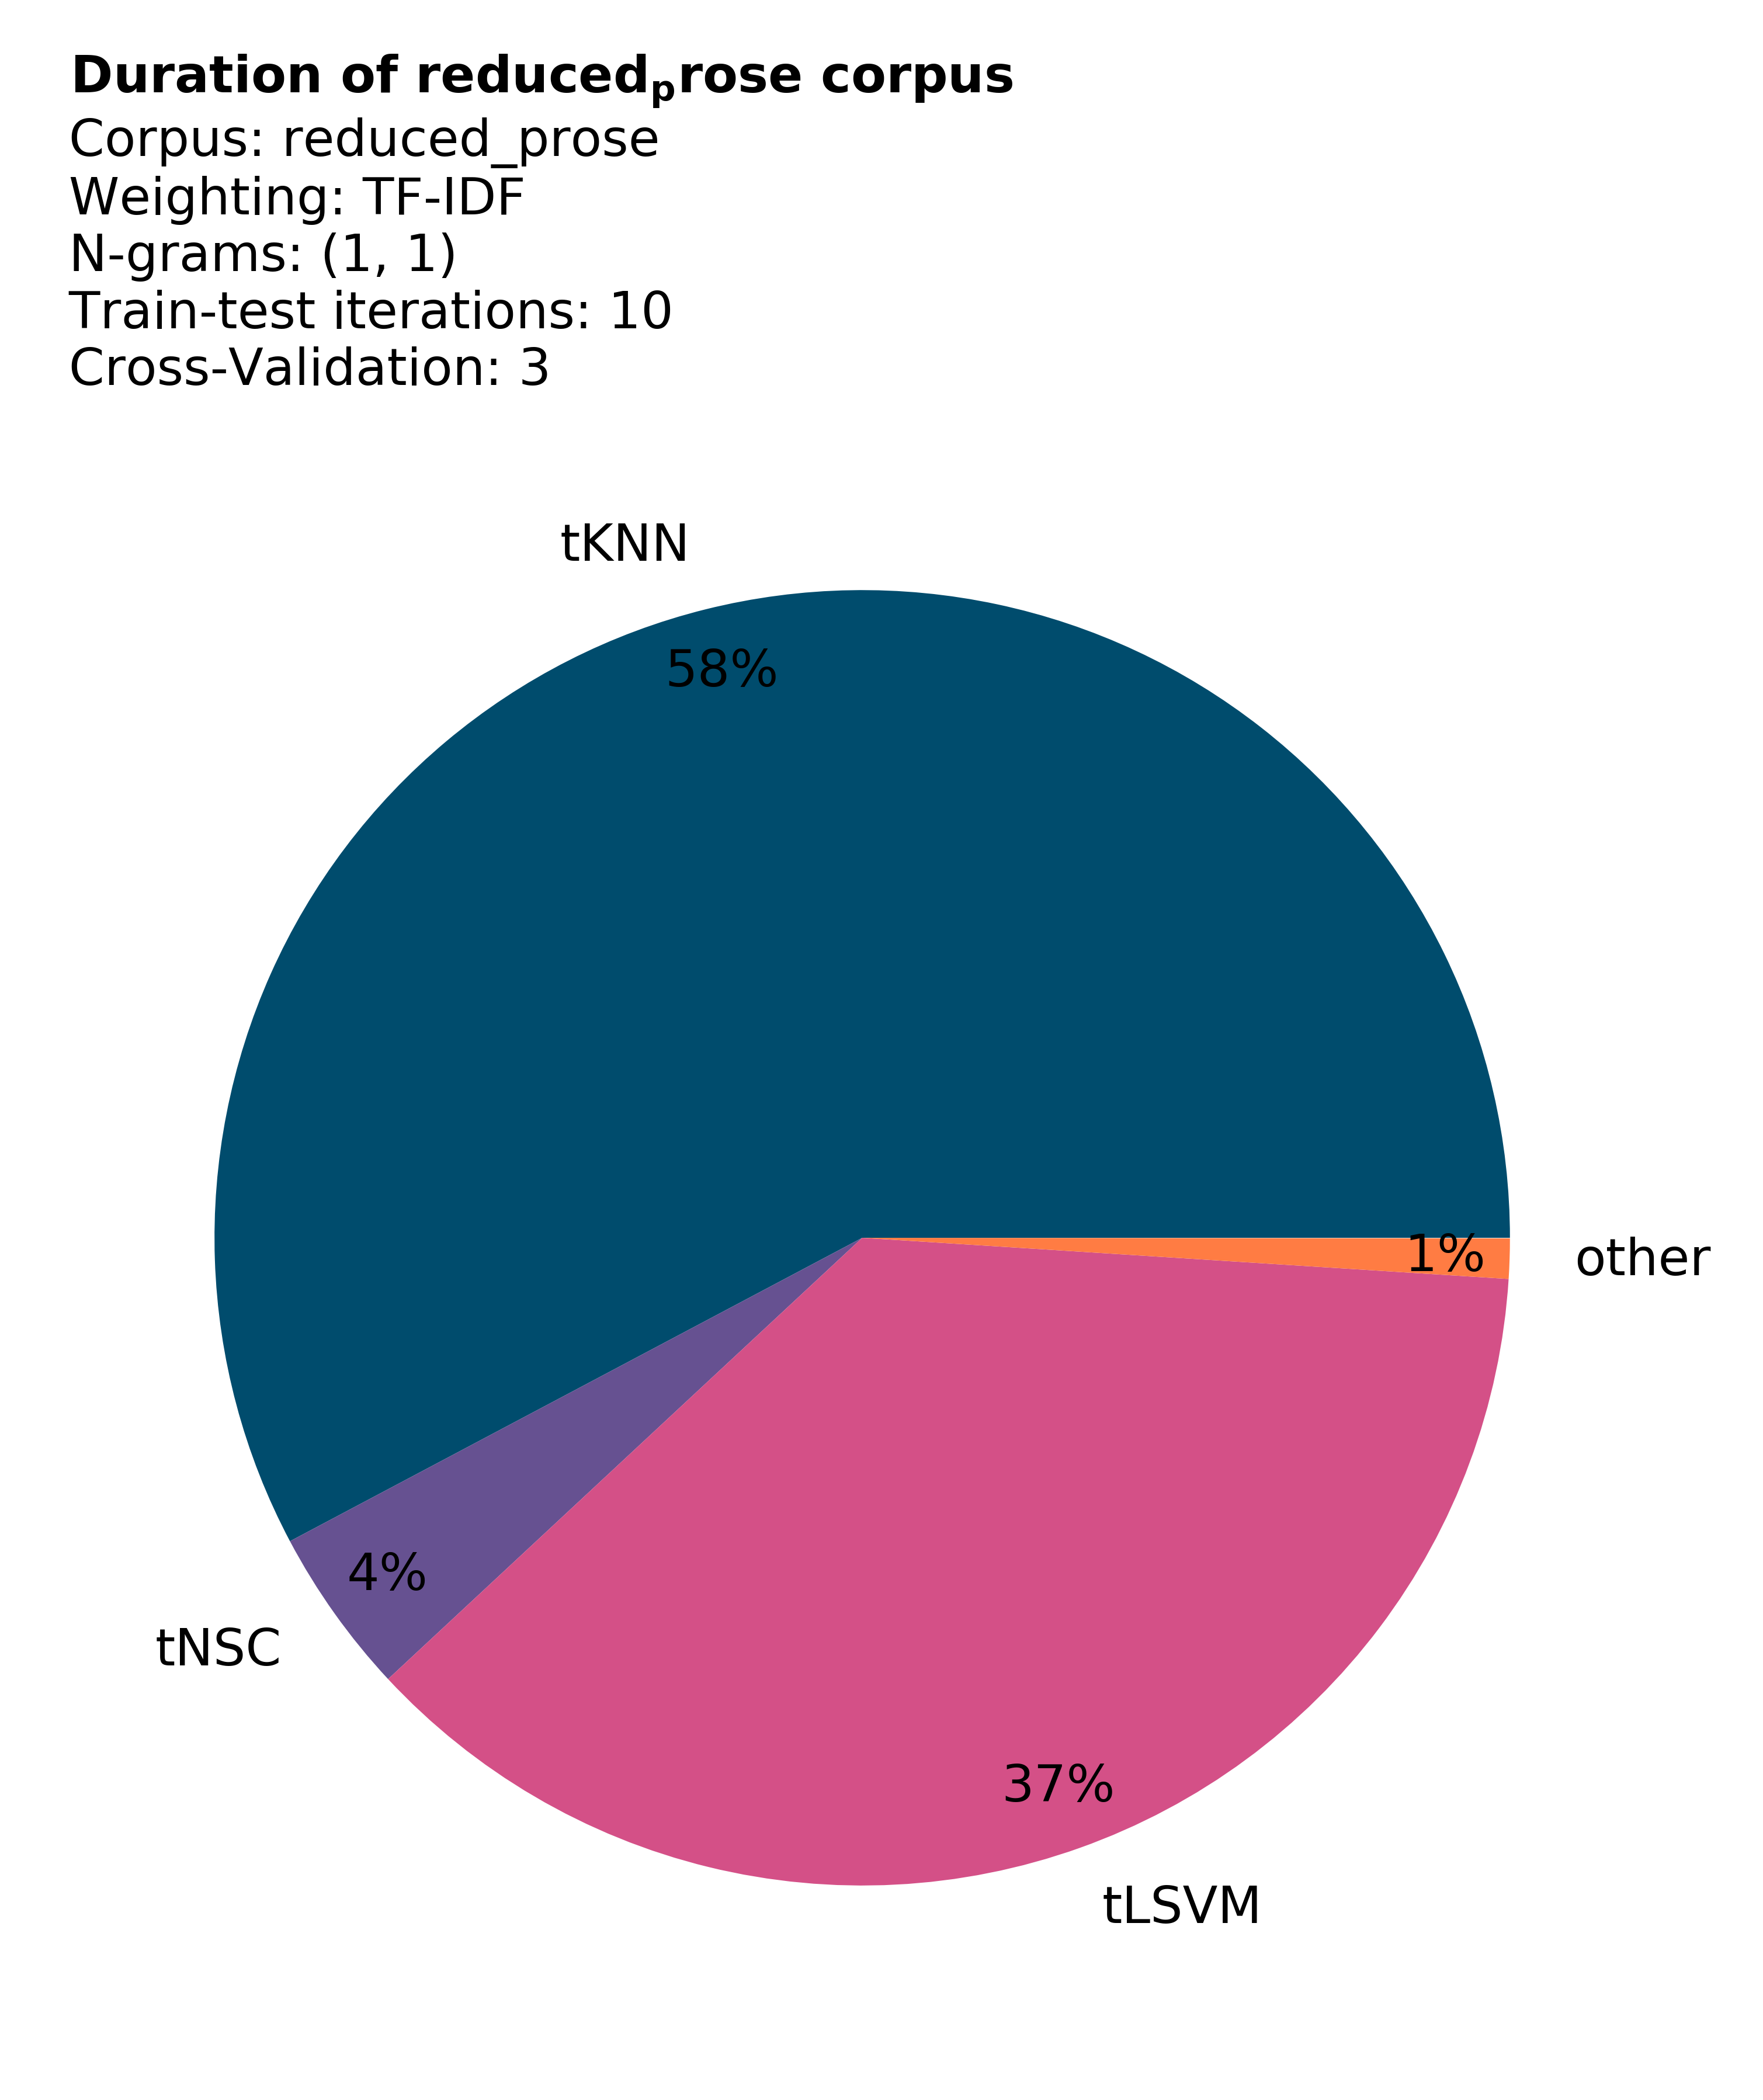 Duration of reducedₚrose corpus
Corpus: reduced_prose
Weighting: TF-IDF
N-grams: (1, 1)
Train-test iterations: 10
Cross-Validation: 3
tKNN
58%
1%
other
4%
tNSC
37%
tLSVM